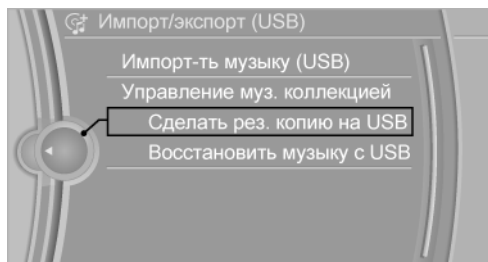 Импорт/экспорт (USB)
Импорт-ть музыку (USB)
Управление муз. коллекцией
Сделать рез. копию на USB
Восстановить музыку с USB